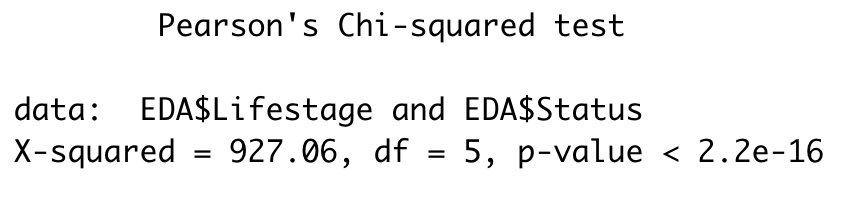 Pearson's Chi-squared test
data:  EDA$Lifestage and EDA$Status
X-squared = 927.06, df = 5, p-value < 2.2e-16